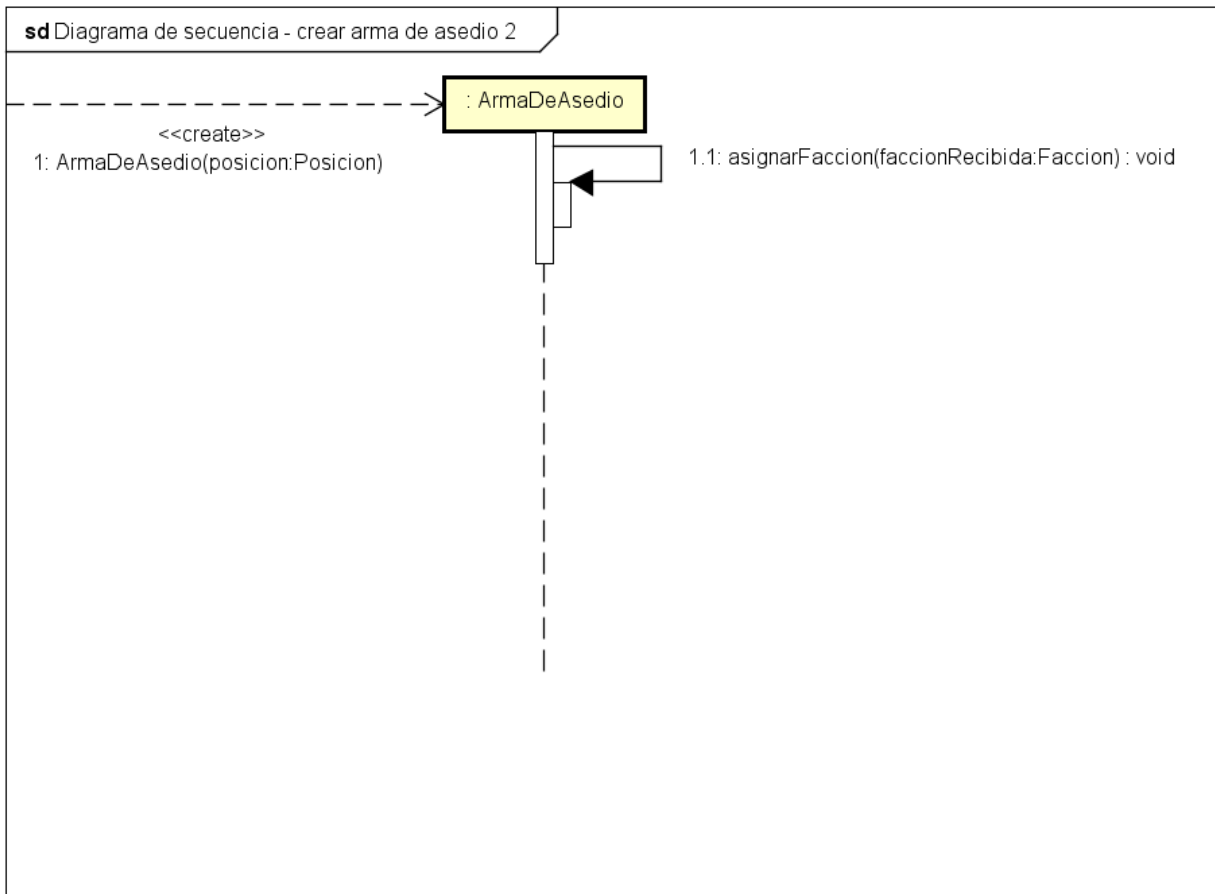 sd Diagrama de secuencia - crear arma de asedio 2
: ArmaDeAsedio
<<create>>
1: ArmaDeAsedio(posicion:Posicion)
1.1: asignarFaccion(faccionRecibida:Faccion) : void